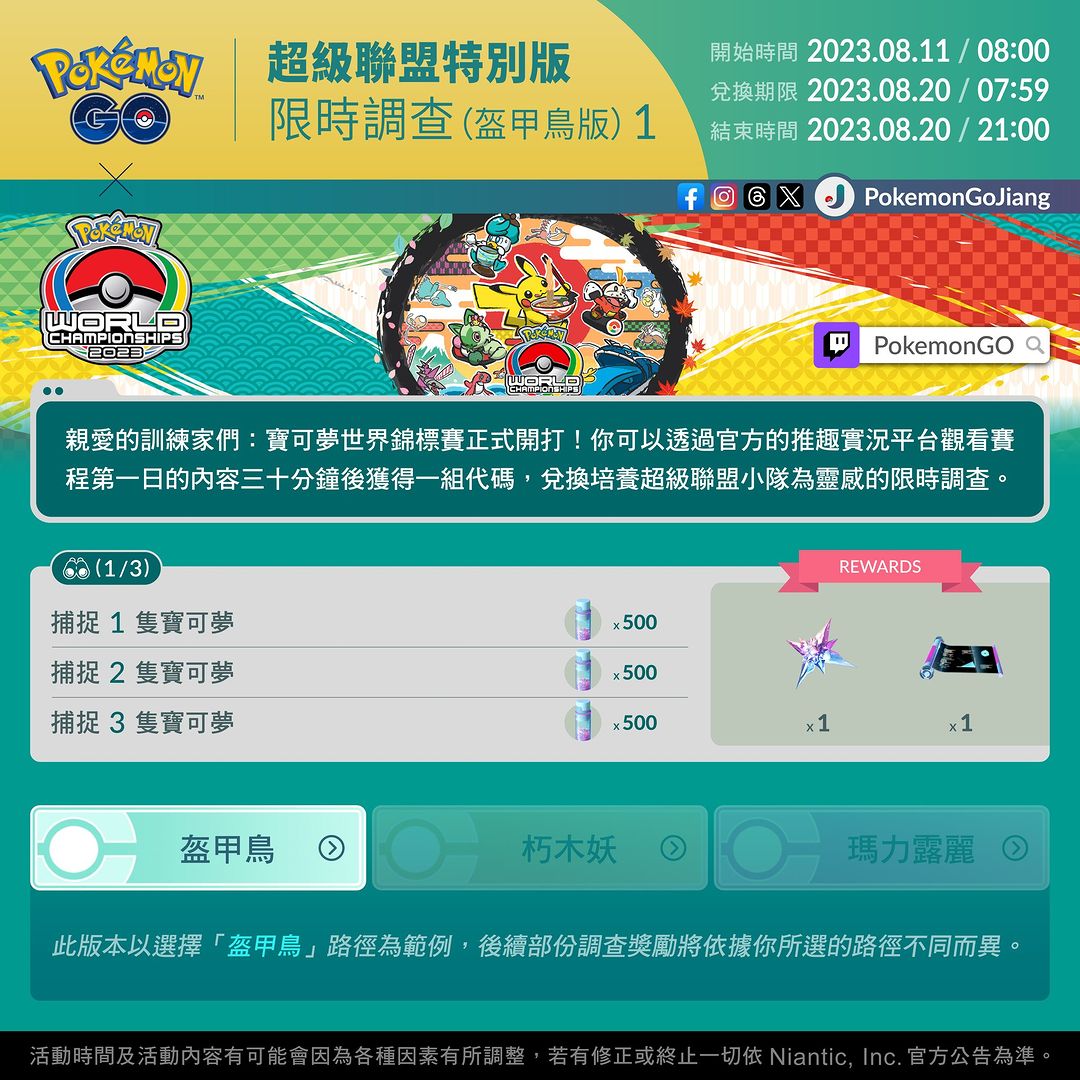 POKÉMON GO™
超級聯盟特別版
限時調查(盔甲鳥版) 1
開始時間 2023.08.11 / 08:00
兌換期限 2023.08.20 / 07:59
結束時間 2023.08.20 / 21:00
PokemonGoJiang
POKÉMON
WORLD
CHAMPIONSHIPS
2023
POKÉMON
WORLD
CHAMPIONSHIPS
PokemonGO
親愛的訓練家們：寶可夢世界錦標賽正式開打！你可以透過官方的推趣實況平台觀看賽
程第一日的內容三十分鐘後獲得一組代碼，兌換培養超級聯盟小隊為靈感的限時調查。
(1/3)
REWARDS
捕捉 1 隻寶可夢 x500
捕捉 2 隻寶可夢 x500
捕捉 3 隻寶可夢 x500
x1 x1
盔甲鳥 朽木妖 瑪力露麗
此版本以選擇「盔甲鳥」路徑為範例，後續部份調查獎勵將依據你所選的路徑不同而異。
活動時間及活動內容有可能會因為各種因素有所調整，若有修正或終止一切依 Niantic, Inc. 官方公告為準。